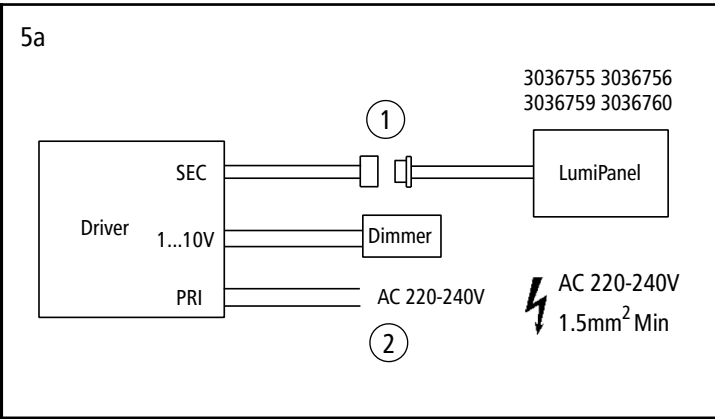 5a
3036755 3036756
3036759 3036760
1
SEC
LumiPanel
Driver
1...10V
Dimmer
PRI
AC 220-240V
2
AC 220-240V
1.5mm² Min